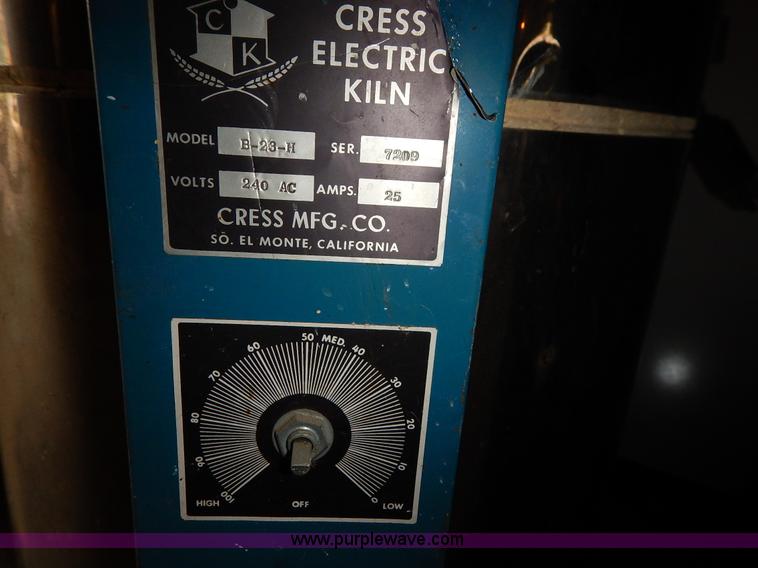 C K
CRESS
ELECTRIC
KILN
MODEL B-23-H SER. 7209
VOLTS 240 AC AMPS. 25
CRESS MFG. CO.
SO. EL MONTE, CALIFORNIA
100 90 80 70 60 50 MED. 40 30 20 10 0
HIGH OFF LOW
www.purplewave.com